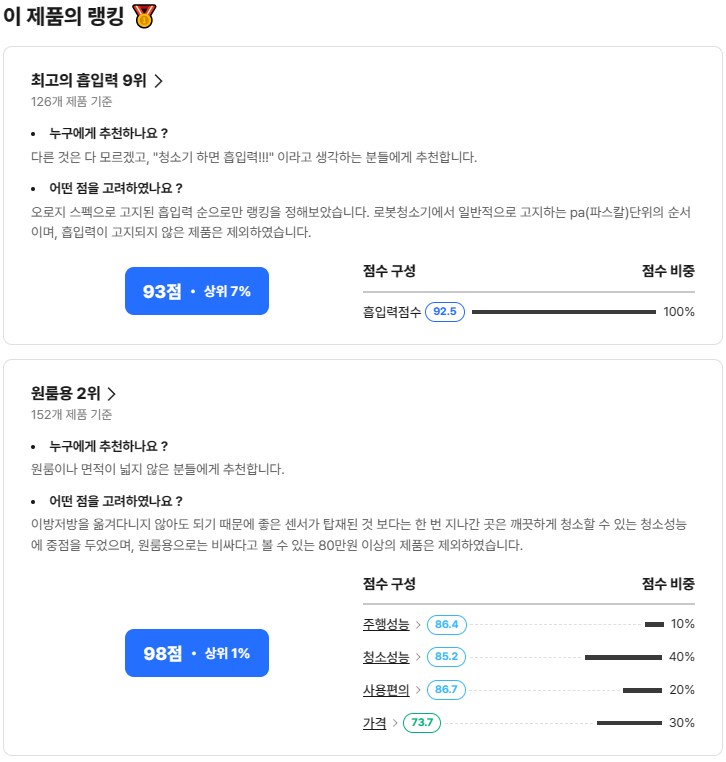 이 제품의 랭킹
최고의 흡입력 9위 >
126개 제품 기준
• 누구에게 추천하나요 ?
다른 것은 다 모르겠고, "청소기 하면 흡입력!!!" 이라고 생각하는 분들에게 추천합니다.
• 어떤 점을 고려하였나요 ?
오로지 스펙으로 고지된 흡입력 순으로만 랭킹을 정해보았습니다. 로봇청소기에서 일반적으로 고지하는 pa(파스칼)단위의 순서
이며, 흡입력이 고지되지 않은 제품은 제외하였습니다.
93점 • 상위 7%
점수 구성 점수 비중
흡입력점수 92.5 100%
원룸용 2위 >
152개 제품 기준
• 누구에게 추천하나요 ?
원룸이나 면적이 넓지 않은 분들에게 추천합니다.
• 어떤 점을 고려하였나요 ?
이방저방을 옮겨다니지 않아도 되기 때문에 좋은 센서가 탑재된 것 보다는 한 번 지나간 곳은 깨끗하게 청소할 수 있는 청소성능
에 중점을 두었으며, 원룸용으로는 비싸다고 볼 수 있는 80만원 이상의 제품은 제외하였습니다.
98점 • 상위 1%
점수 구성 점수 비중
주행성능 > 86.4 10%
청소성능 > 85.2 40%
사용편의 > 86.7 20%
가격 > 73.7 30%